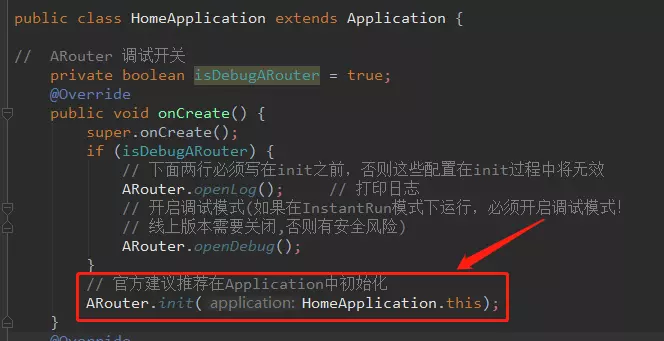 public class HomeApplication extends Application {
// ARouter 调试开关
private boolean isDebugARouter = true;
@Override
public void onCreate() {
super.onCreate();
if (isDebugARouter) {
// 下面两行必须写在init之前，否则这些配置在init过程中将无效
ARouter.openLog(); // 打印日志
// 开启调试模式(如果在InstantRun模式下运行，必须开启调试模式!
// 线上版本需要关闭,否则有安全风险)
ARouter.openDebug();
}
// 官方建议推荐在Application中初始化
ARouter.init( application: HomeApplication.this);
}
@Override